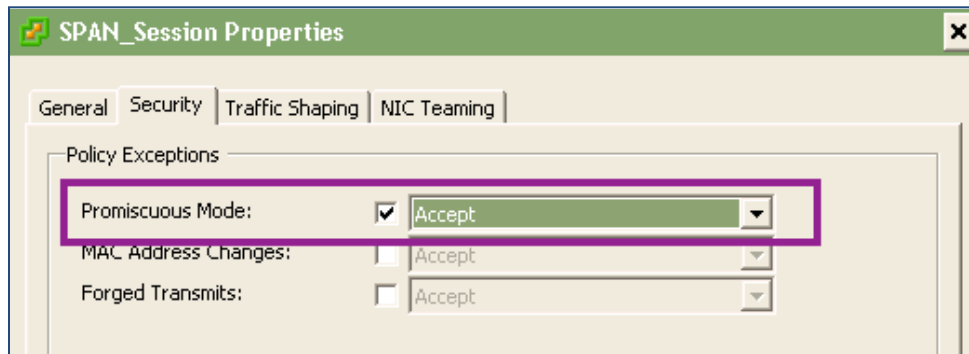 SPAN_Session Properties
General Security Traffic Shaping NIC Teaming
Policy Exceptions
Promiscuous Mode: Accept
MAC Address Changes: Accept
Forged Transmits: Accept